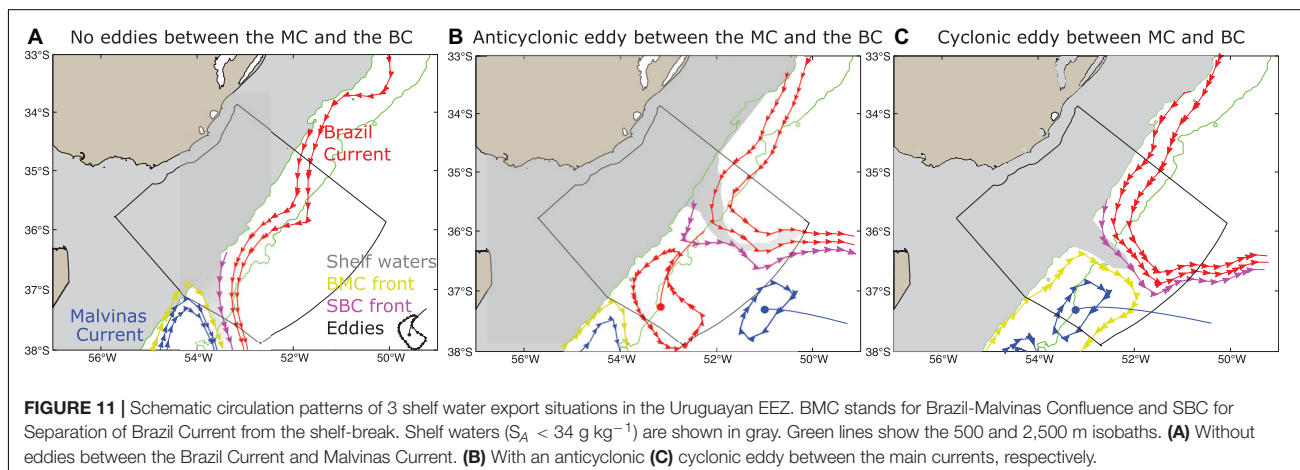 A No eddies between the MC and the BC
B Anticyclonic eddy between the MC and the BC
C Cyclonic eddy between MC and BC
33°S
34°S
35°S
36°S
37°S
38°S
56°W
54°W
52°W
50°W
Brazil
Current
Shelf waters
BMC front
SBC front
Eddies
Malvinas
Current
33°S
34°S
35°S
36°S
37°S
38°S
56°W
54°W
52°W
50°W
33°S
34°S
35°S
36°S
37°S
38°S
56°W
54°W
52°W
50°W
FIGURE 11 | Schematic circulation patterns of 3 shelf water export situations in the Uruguayan EEZ. BMC stands for Brazil-Malvinas Confluence and SBC for
Separation of Brazil Current from the shelf-break. Shelf waters (S_A < 34 g kg⁻¹) are shown in gray. Green lines show the 500 and 2,500 m isobaths. (A) Without
eddies between the Brazil Current and Malvinas Current. (B) With an anticyclonic (C) cyclonic eddy between the main currents, respectively.